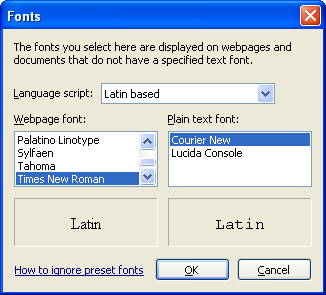 Fonts
The fonts you select here are displayed on webpages and
documents that do not have a specified text font.
Language script: Latin based
Webpage font: Plain text font:
Palatino Linotype Courier New
Sylfaen Lucida Console
Tahoma
Times New Roman
Latin Latin
How to ignore preset fonts OK Cancel